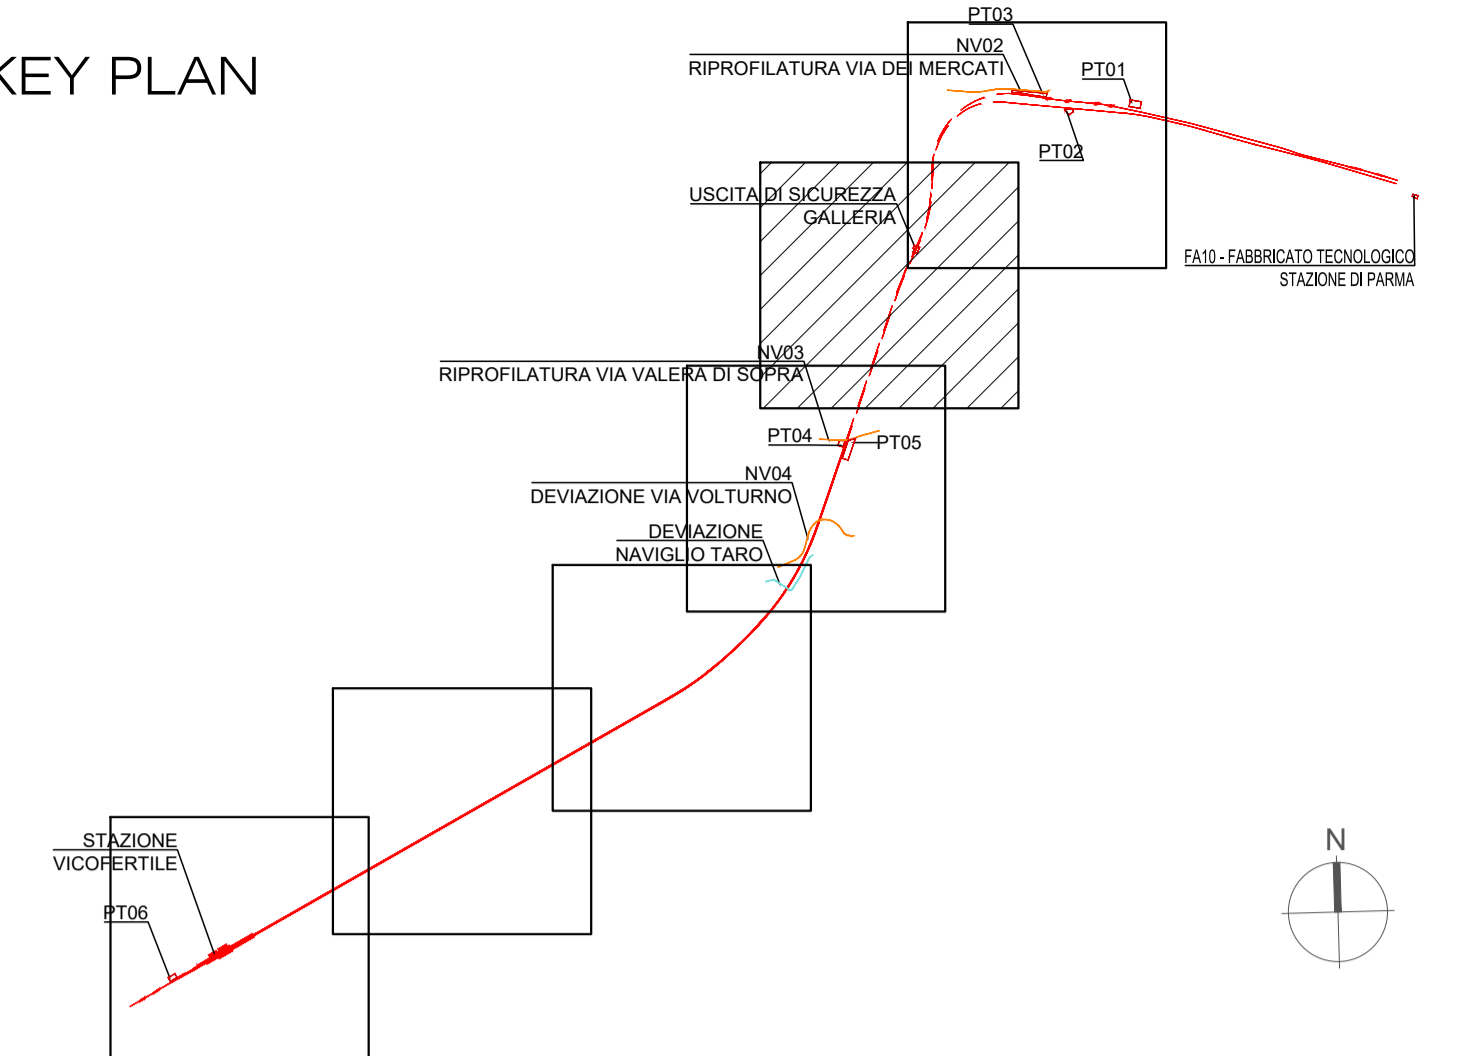 KEY PLAN
PT03
NV02
RIPROFILATURA VIA DEI MERCATI
PT01
PT02
USCITA DI SICUREZZA
GALLERIA
FA10 - FABBRICATO TECNOLOGICO
STAZIONE DI PARMA
NV03
RIPROFILATURA VIA VALERA DI SOPRA
PT04
PT05
NV04
DEVIAZIONE VIA VOLTURNO
DEVIAZIONE
NAVIGLIO TARO
STAZIONE
VICOFERTILE
PT06
N